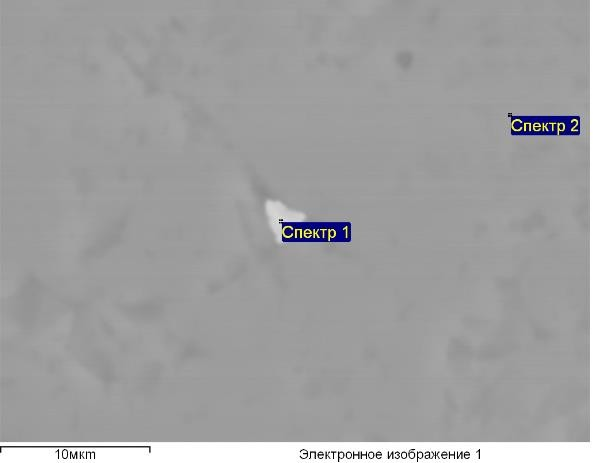 Спектр 2
Спектр 1
10мкm
Электронное изображение 1